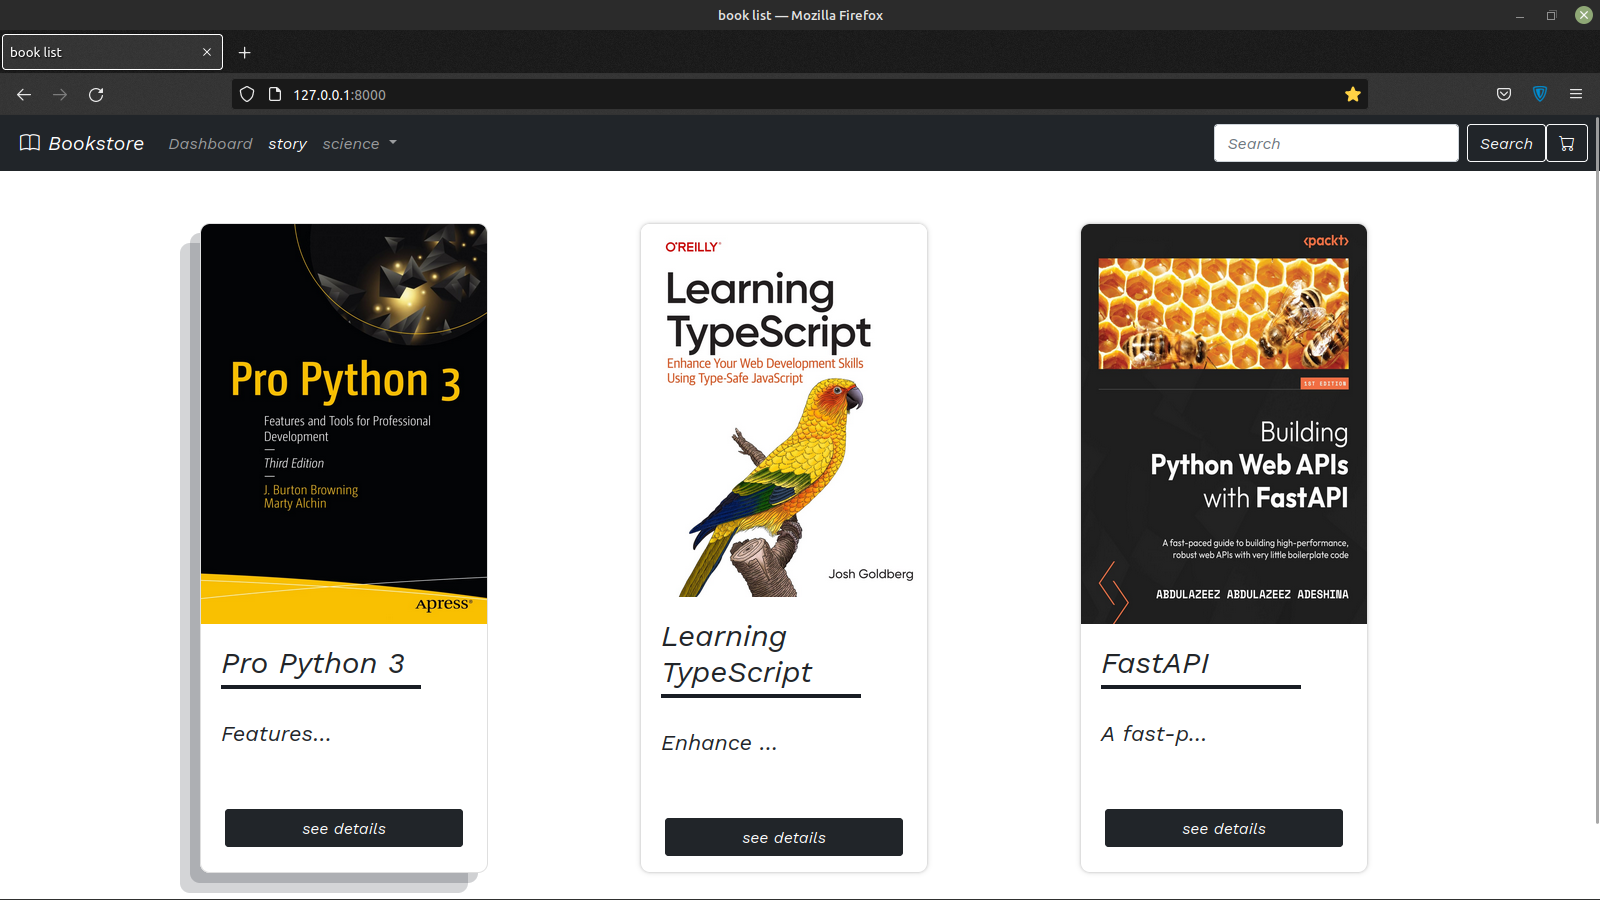 book list — Mozilla Firefox
book list
127.0.0.1:8000
Bookstore Dashboard story science Search Search
Pro Python 3
Features and Tools for Professional
Development
Third Edition
J. Burton Browning
Marty Alchin
Apress®
Pro Python 3
Features...
see details
O'REILLY®
Learning
TypeScript
Enhance Your Web Development Skills
Using Type-Safe JavaScript
Josh Goldberg
Learning
TypeScript
Enhance ...
see details
<packt>
1ST EDITION
Building
Python Web APIs
with FastAPI
A fast-paced guide to building high-performance,
robust web APIs with very little boilerplate code
ABDULAZEEZ ABDULAZEEZ ADESHINA
FastAPI
A fast-p...
see details